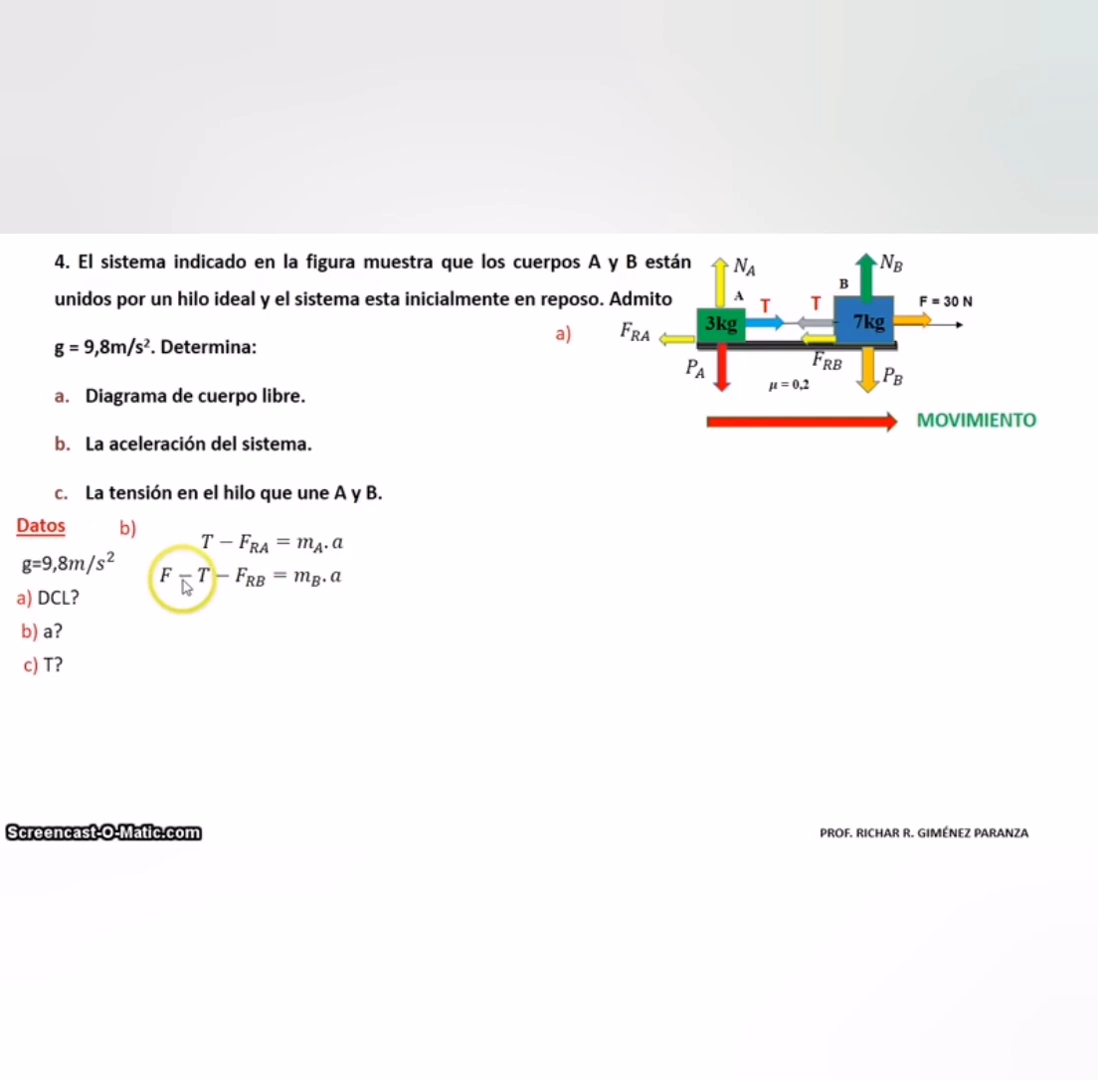 4. El sistema indicado en la figura muestra que los cuerpos A y B están
unidos por un hilo ideal y el sistema esta inicialmente en reposo. Admito
g = 9,8m/s². Determina:
a. Diagrama de cuerpo libre.
b. La aceleración del sistema.
c. La tensión en el hilo que une A y B.
a)
N_A
N_B
A
B
T
T
F = 30 N
F_RA
3kg
7kg
P_A
F_RB
P_B
μ = 0,2
MOVIMIENTO
Datos
g=9,8m/s²
a) DCL?
b) a?
c) T?
b)
T − F_RA = m_A. a
F − T − F_RB = m_B. a
Screencast-O-Matic.com
PROF. RICHAR R. GIMÉNEZ PARANZA